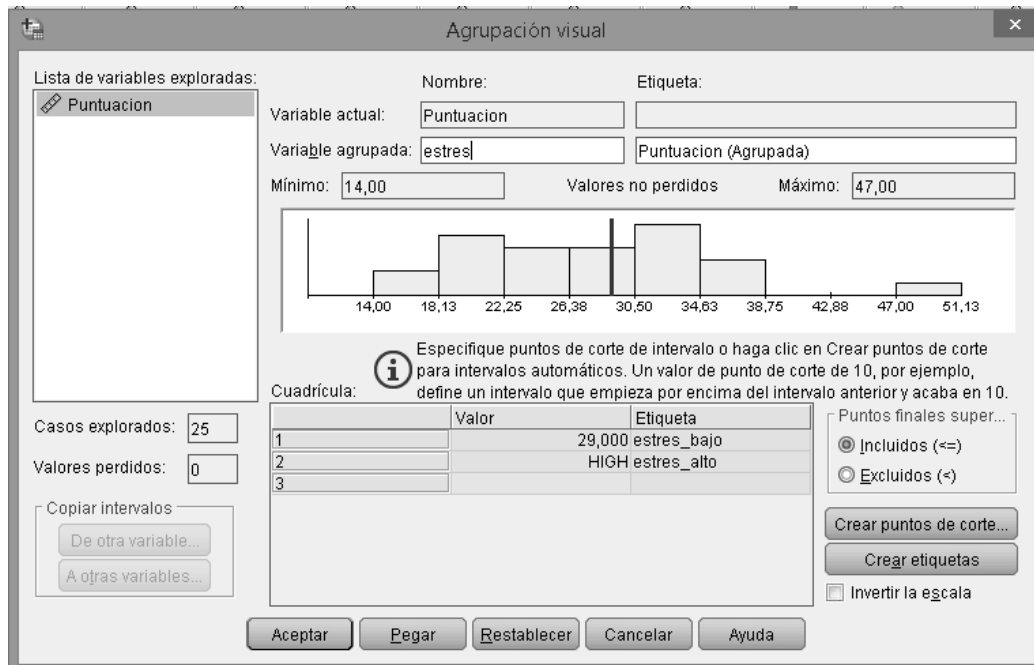 Agrupación visual
Lista de variables exploradas:
Puntuacion
Nombre:
Etiqueta:
Variable actual:
Puntuacion
Variable agrupada:
estres
Puntuacion (Agrupada)
Mínimo:
14,00
Valores no perdidos
Máximo:
47,00
14,00 18,13 22,25 26,38 30,50 34,63 38,75 42,88 47,00 51,13
Especifique puntos de corte de intervalo o haga clic en Crear puntos de corte
para intervalos automáticos. Un valor de punto de corte de 10, por ejemplo,
define un intervalo que empieza por encima del intervalo anterior y acaba en 10.
Cuadrícula:
Valor Etiqueta
1 29,000 estres_bajo
2 HIGH estres_alto
3
Casos explorados: 25
Valores perdidos: 0
Copiar intervalos
De otra variable...
A otras variables...
Puntos finales super...
Incluidos (<=)
Excluidos (<)
Crear puntos de corte...
Crear etiquetas
Invertir la escala
Aceptar
Pegar
Restablecer
Cancelar
Ayuda